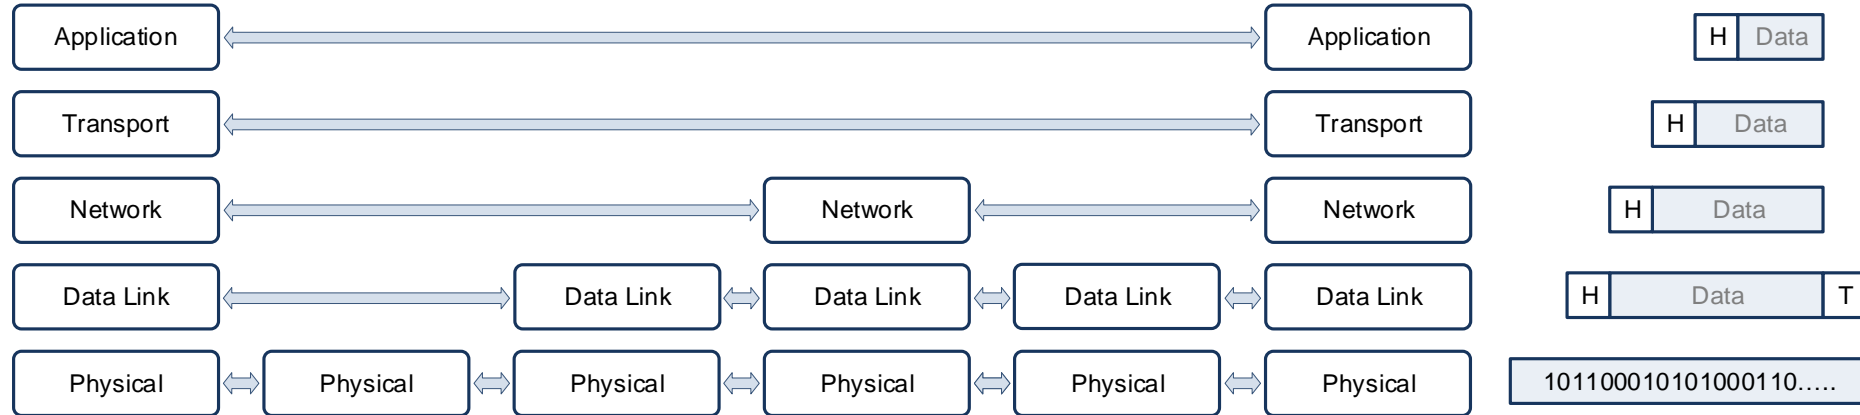 Application Application H Data
Transport Transport H Data
Network Network Network H Data
Data Link Data Link Data Link Data Link Data Link H Data T
Physical Physical Physical Physical Physical Physical 101100010101000110.....